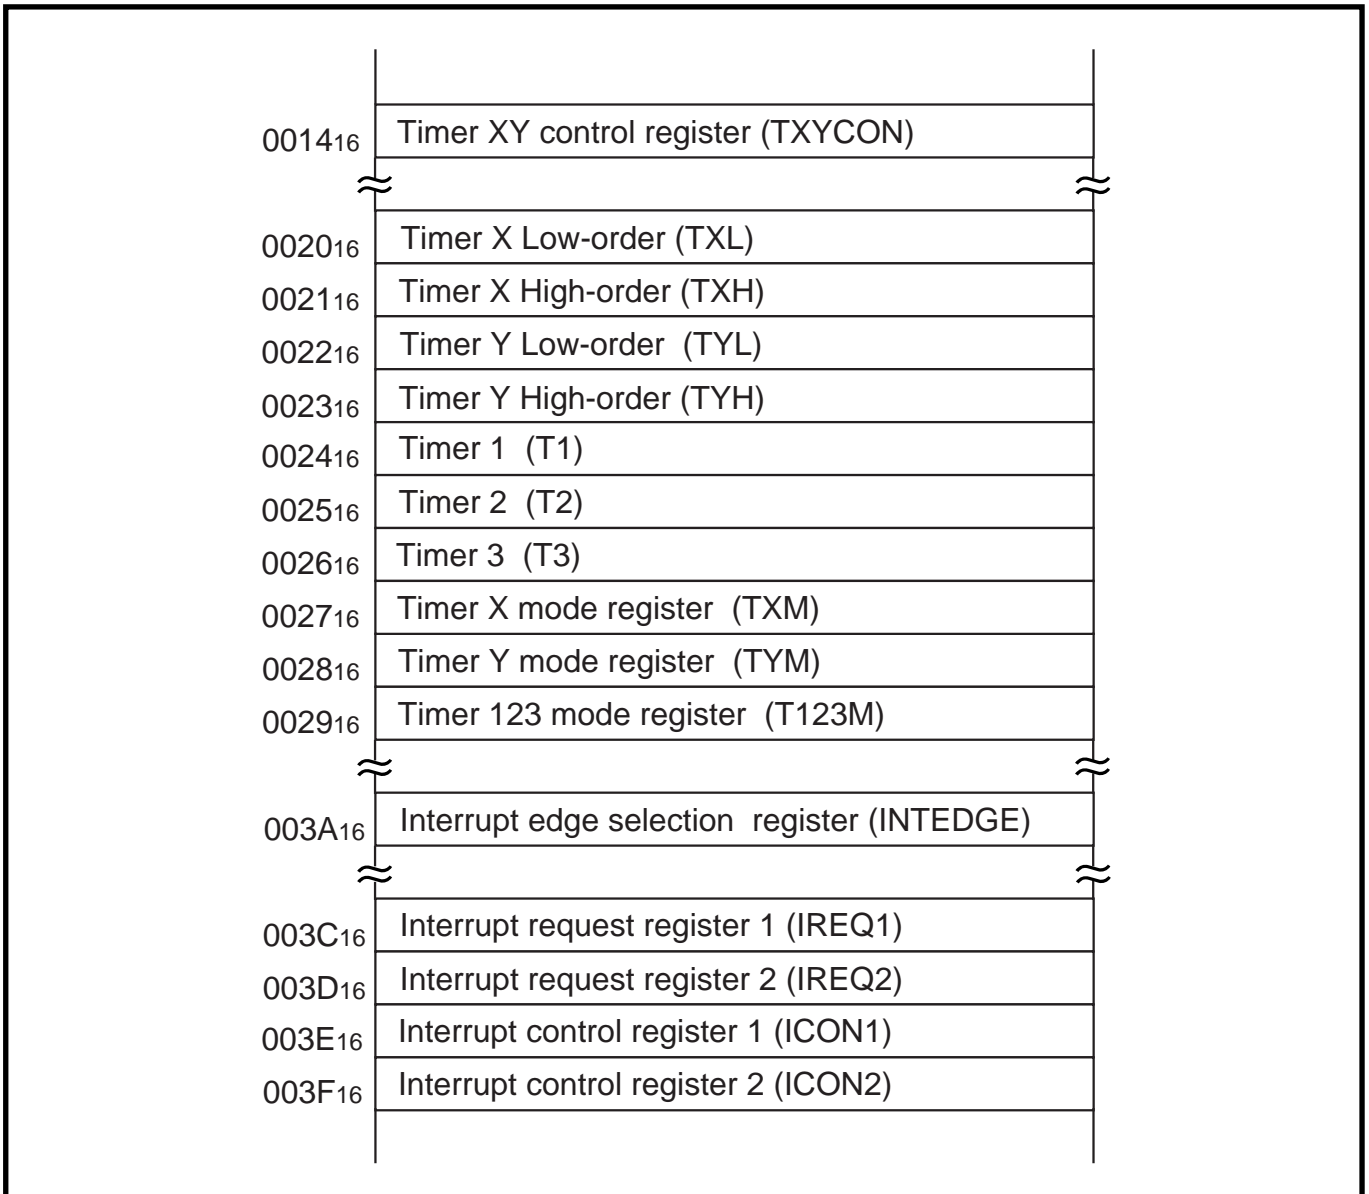 001416 Timer XY control register (TXYCON)
002016 Timer X Low-order (TXL)
002116 Timer X High-order (TXH)
002216 Timer Y Low-order (TYL)
002316 Timer Y High-order (TYH)
002416 Timer 1 (T1)
002516 Timer 2 (T2)
002616 Timer 3 (T3)
002716 Timer X mode register (TXM)
002816 Timer Y mode register (TYM)
002916 Timer 123 mode register (T123M)
003A16 Interrupt edge selection register (INTEDGE)
003C16 Interrupt request register 1 (IREQ1)
003D16 Interrupt request register 2 (IREQ2)
003E16 Interrupt control register 1 (ICON1)
003F16 Interrupt control register 2 (ICON2)